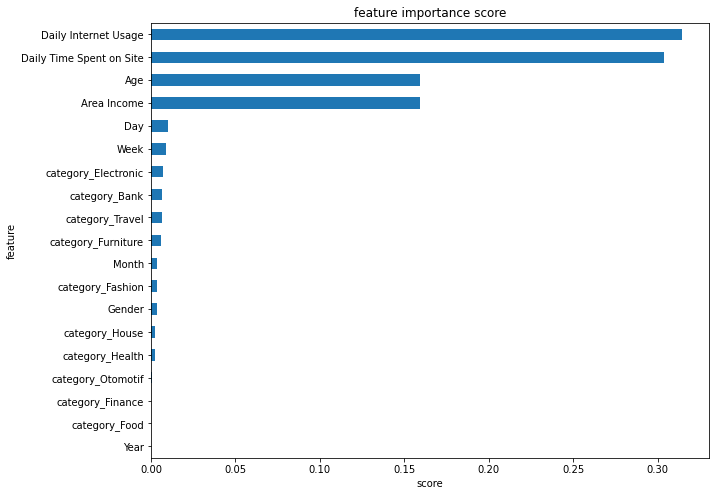 feature importance score
Daily Internet Usage
Daily Time Spent on Site
Age
Area Income
Day
Week
category_Electronic
category_Bank
category_Travel
category_Furniture
Month
category_Fashion
Gender
category_House
category_Health
category_Otomotif
category_Finance
category_Food
Year
feature
0.00 0.05 0.10 0.15 0.20 0.25 0.30
score